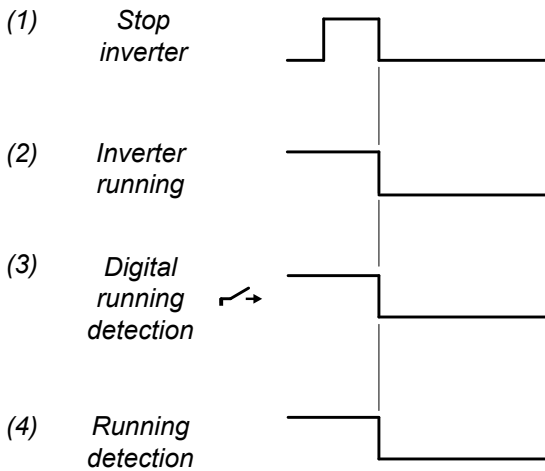 (1) Stop
inverter
(2) Inverter
running
(3) Digital
running
detection
(4) Running
detection